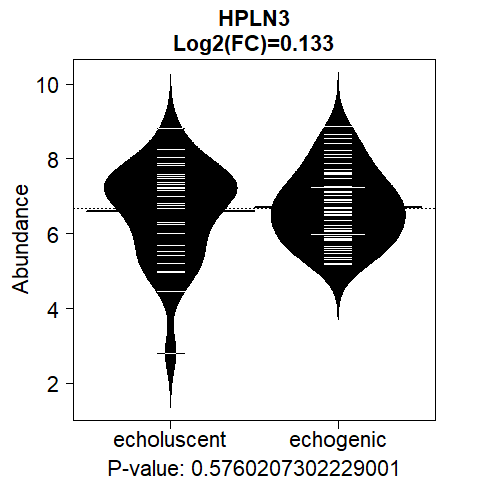 HPLN3
Log2(FC)=0.133
Abundance
10
8
6
4
2
echoluscent echogenic
P-value: 0.5760207302229001